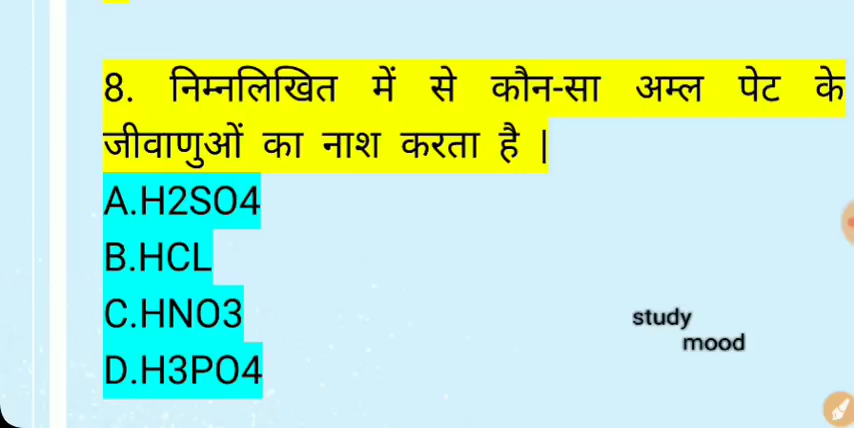 8. निम्नलिखित में से कौन-सा अम्ल पेट के
जीवाणुओं का नाश करता है |
A.H2SO4
B.HCL
C.HNO3
D.H3PO4
study
mood